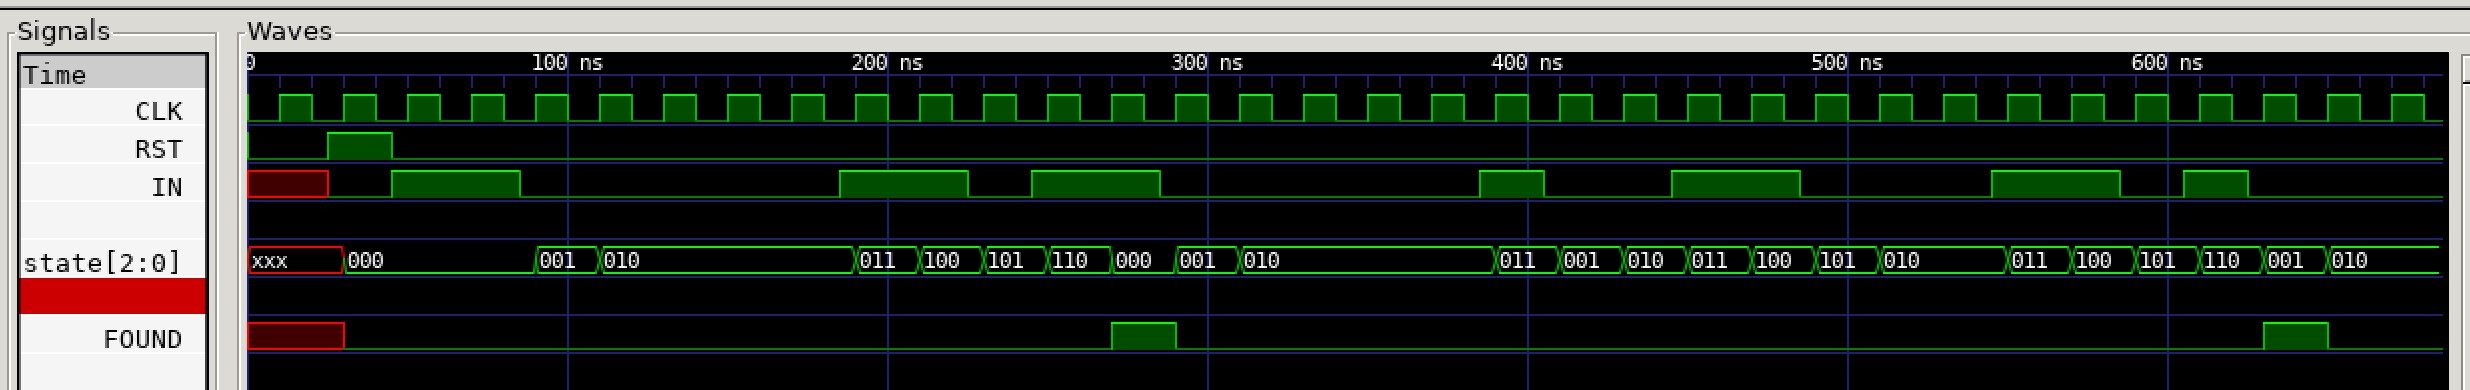 Signals Waves
Time 0 100 ns 200 ns 300 ns 400 ns 500 ns 600 ns
CLK
RST
IN
state[2:0] xxx 000 001 010 011 100 101 110 000 001 010 011 001 010 011 100 101 010 011 100 101 110 001 010
FOUND